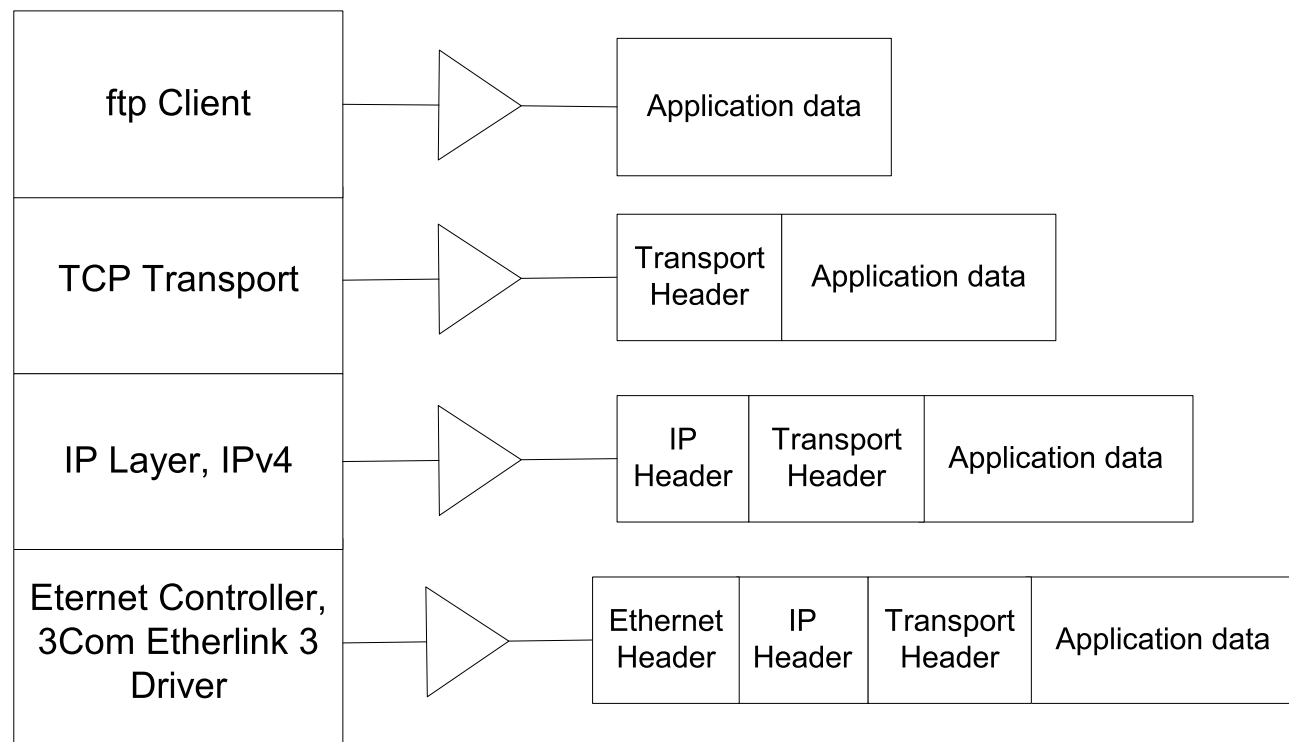 ftp Client
Application data
TCP Transport
Transport
Header
Application data
IP Layer, IPv4
IP
Header
Transport
Header
Application data
Eternet Controller,
3Com Etherlink 3
Driver
Ethernet
Header
IP
Header
Transport
Header
Application data